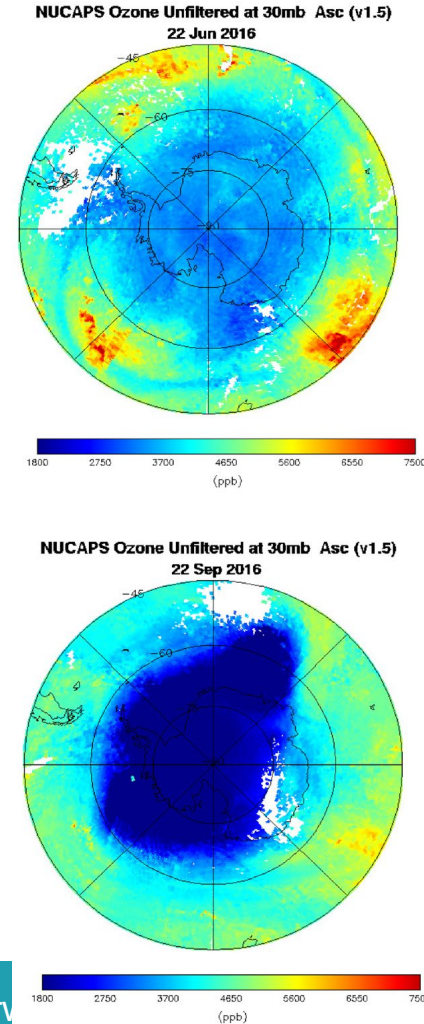 NUCAPS Ozone Unfiltered at 30mb Asc (v1.5)
22 Jun 2016
-45
-60
-75
-90
1800 2750 3700 4650 5600 6550 7500
(ppb)
NUCAPS Ozone Unfiltered at 30mb Asc (v1.5)
22 Sep 2016
-45
-60
1800 2750 3700 4650 5600 6550 750
(ppb)